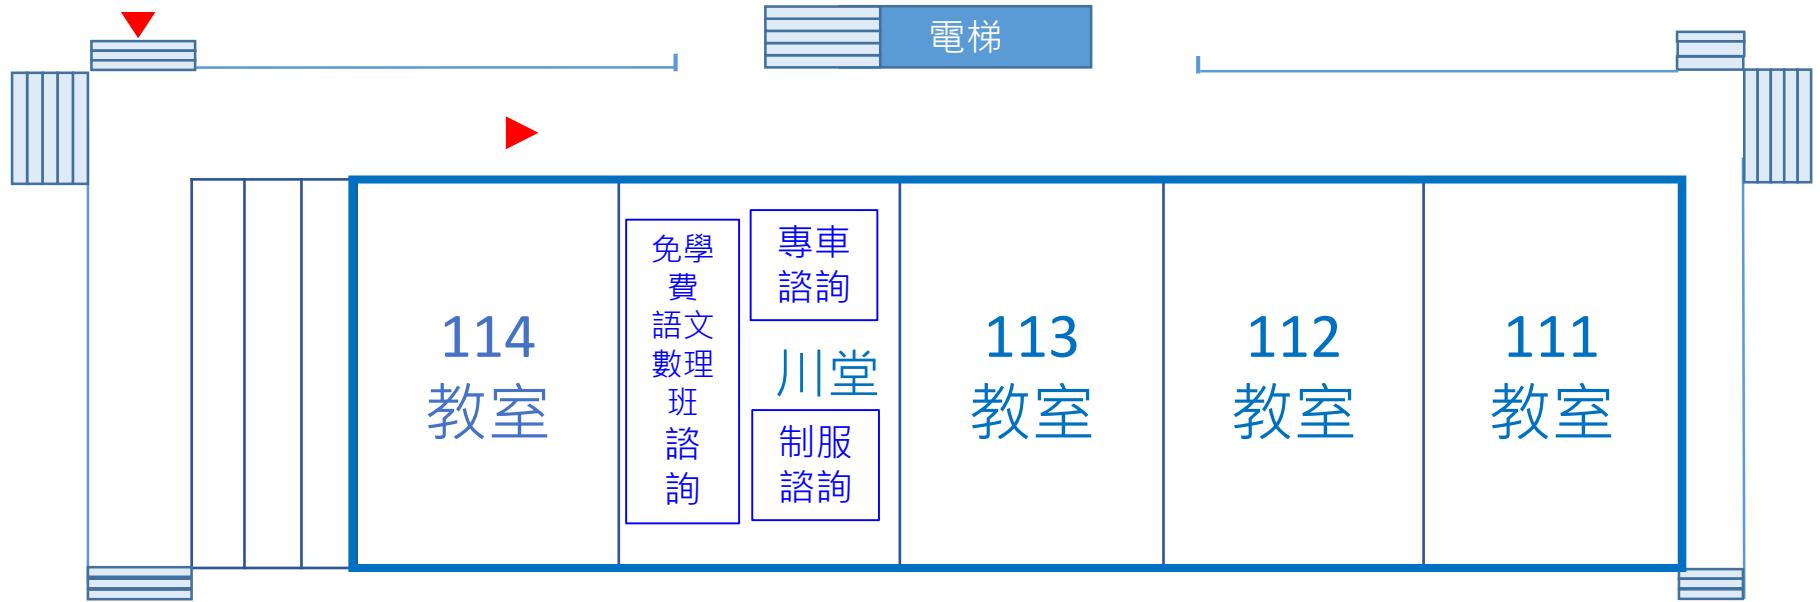 電梯
114
教室
免學
費
語文
數理
班
諮
詢
專車
諮詢
川堂
制服
諮詢
113
教室
112
教室
111
教室